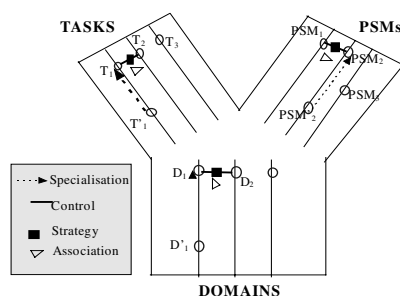 TASKS
PSMs
T1
T2
T3
T'1
PSM1
PSM2
PSM'2
PSM3
D1
D2
D'1
Specialisation
Control
Strategy
Association
DOMAINS